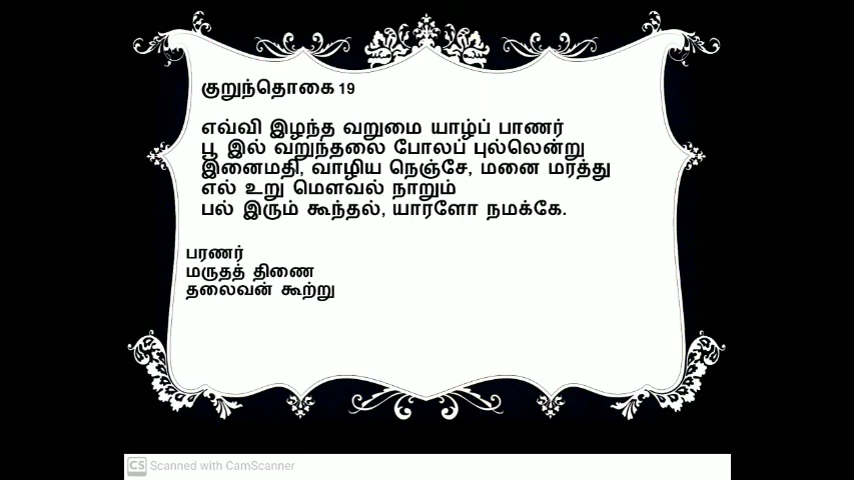 குறுந்தொகை 19
எவ்வி இழந்த வறுமை யாழ்ப் பாணர்
பூ இல் வறுந்தலை போலப் புல்லென்று
இனைமதி, வாழிய நெஞ்சே, மனை மரத்து
எல் உறு மௌவல் நாறும்
பல் இரும் கூந்தல், யாரளோ நமக்கே.
பரணர்
மருதத் திணை
தலைவன் கூற்று
CS Scanned with CamScanner